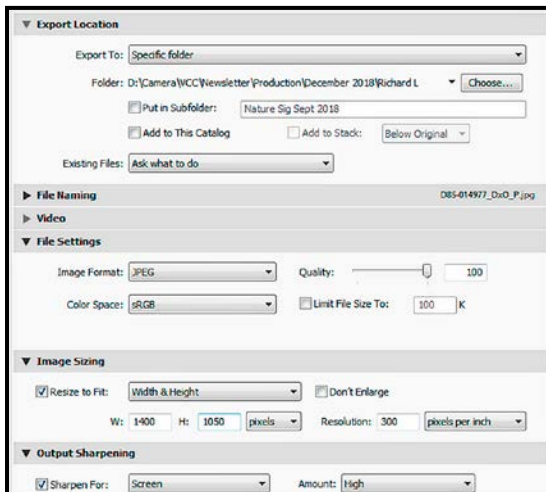 Export Location
Export To: Specific folder
Folder: D:\Camera\WCC\Newsletter\Production\December 2018\Richard L Choose...
Put in Subfolder: Nature Sig Sept 2018
Add to This Catalog Add to Stack: Below Original
Existing Files: Ask what to do
File Naming D85-014977_DxO_P.jpg
Video
File Settings
Image Format: JPEG Quality: 100
Color Space: sRGB Limit File Size To: 100 K
Image Sizing
Resize to Fit: Width & Height Don't Enlarge
W: 1400 H: 1050 pixels Resolution: 300 pixels per inch
Output Sharpening
Sharpen For: Screen Amount: High